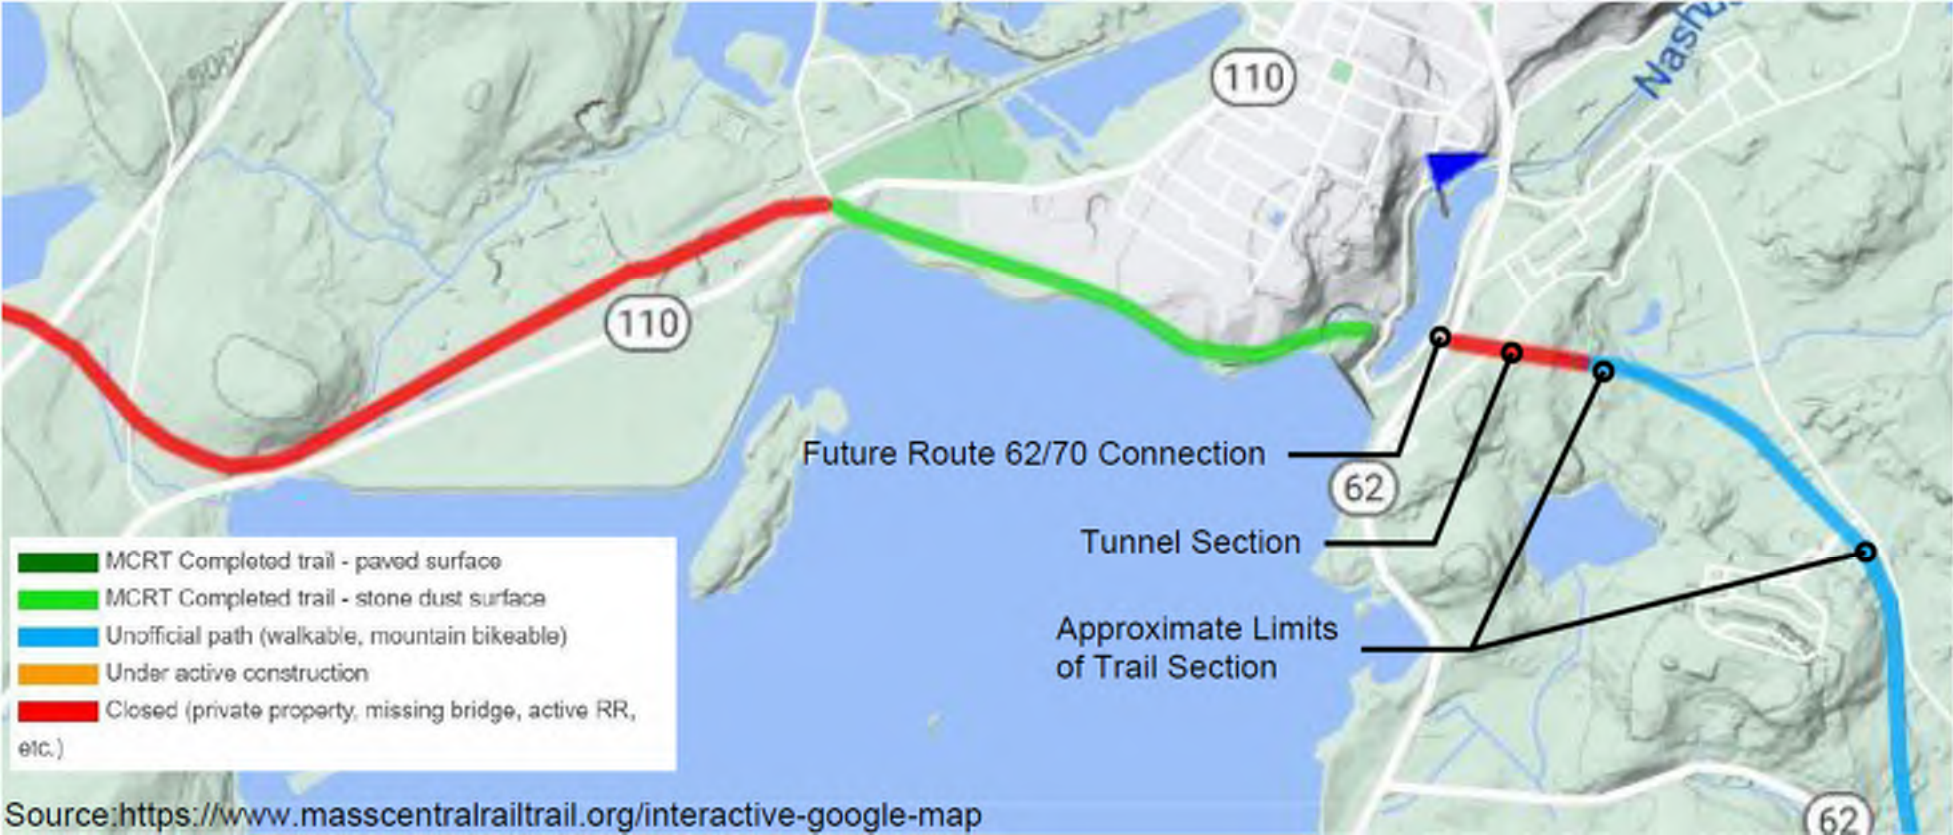 Nash
110
110
Future Route 62/70 Connection
62
Tunnel Section
MCRT Completed trail - paved surface
MCRT Completed trail - stone dust surface
Unofficial path (walkable, mountain bikeable)
Under active construction
Closed (private property, missing bridge, active RR,
etc.)
Approximate Limits
of Trail Section
Source:https://www.masscentralrailtrail.org/interactive-google-map
62